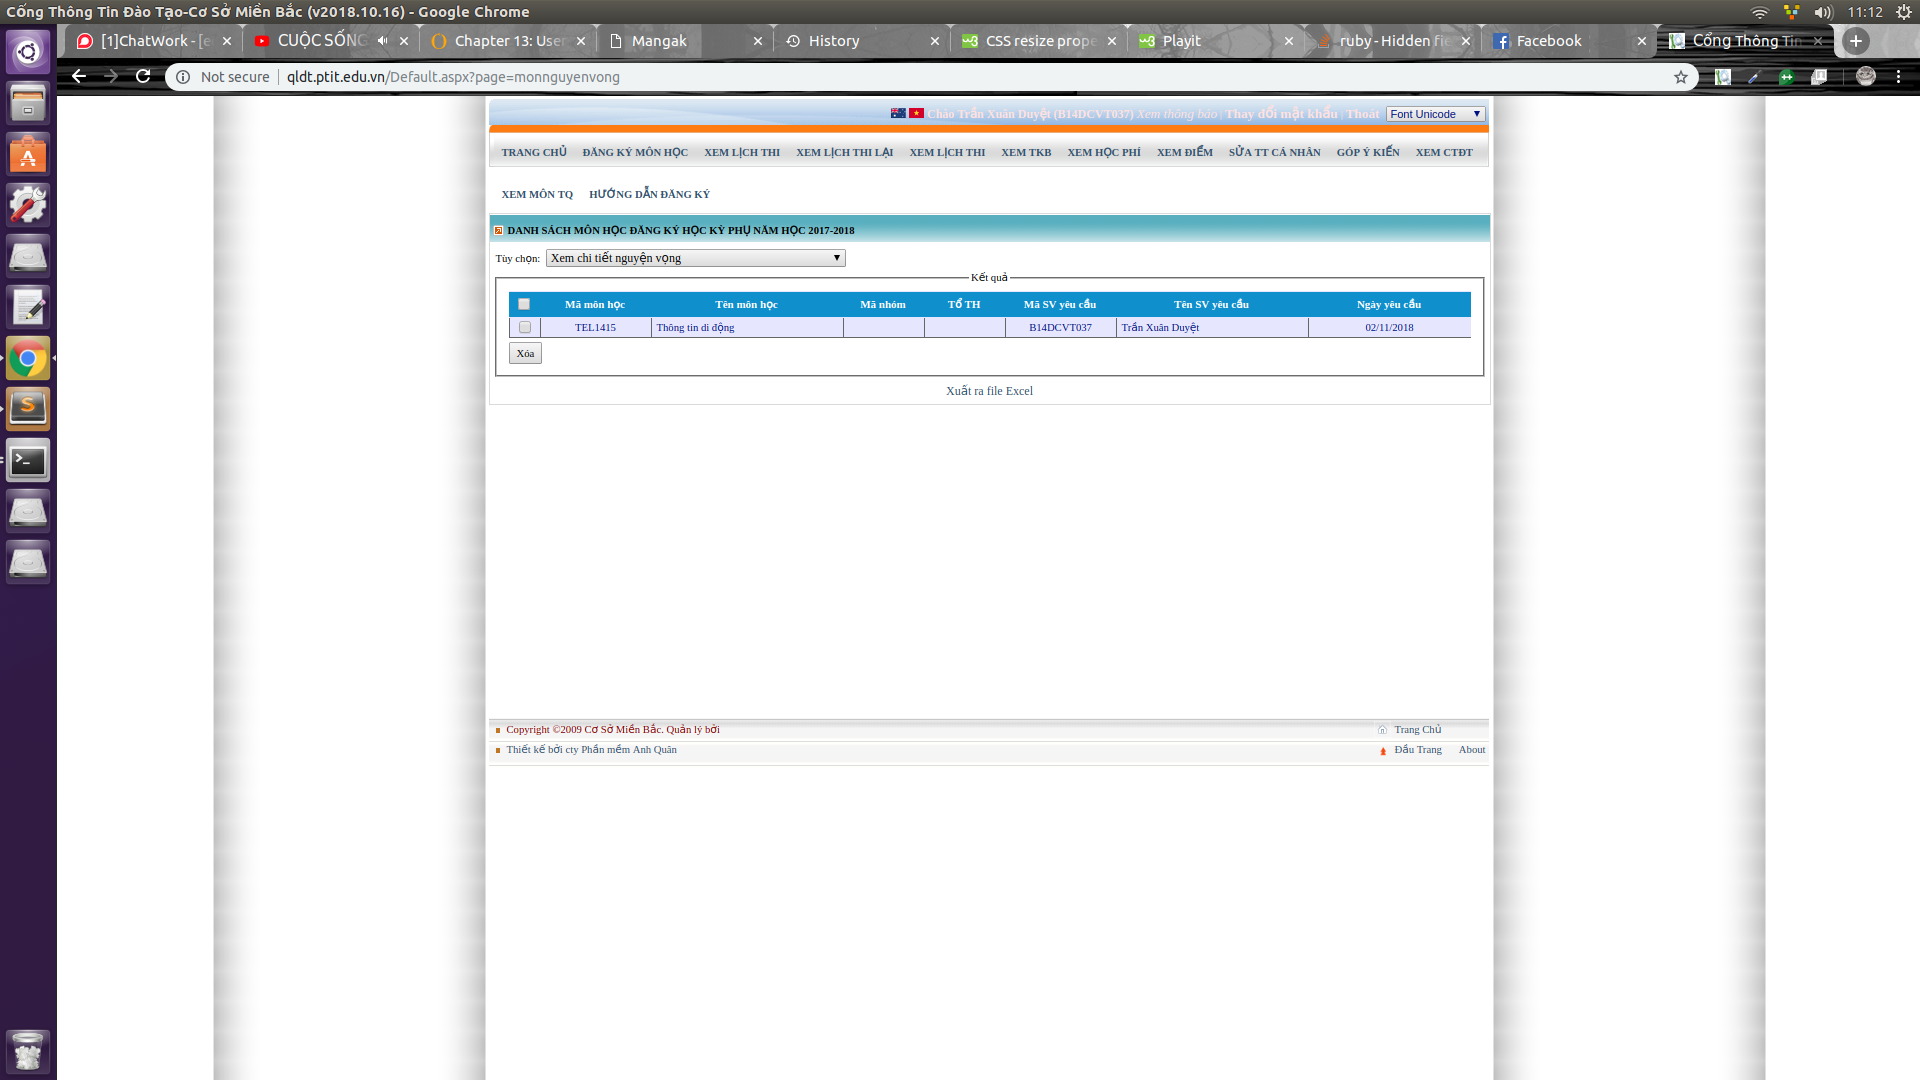 Cổng Thông Tin Đào Tạo-Cơ Sở Miền Bắc (v2018.10.16) - Google Chrome
11:12
[1]ChatWork - [e
CUỘC SỐNG
Chapter 13: User
Mangak
History
CSS resize prope
Playit
ruby - Hidden fie
Facebook
Cổng Thông Tin
Not secure
qldt.ptit.edu.vn/Default.aspx?page=monnguyenvong
Chào Trần Xuân Duyệt (B14DCVT037) Xem thông báo | Thay đổi mật khẩu | Thoát
Font Unicode
TRANG CHỦ ĐĂNG KÝ MÔN HỌC XEM LỊCH THI XEM LỊCH THI LẠI XEM LỊCH THI XEM TKB XEM HỌC PHÍ XEM ĐIỂM SỬA TT CÁ NHÂN GÓP Ý KIẾN XEM CTĐT
XEM MÔN TQ HƯỚNG DẪN ĐĂNG KÝ
DANH SÁCH MÔN HỌC ĐĂNG KÝ HỌC KỲ PHỤ NĂM HỌC 2017-2018
Tùy chọn: Xem chi tiết nguyện vọng
Kết quả
Mã môn học Tên môn học Mã nhóm Tổ TH Mã SV yêu cầu Tên SV yêu cầu Ngày yêu cầu
TEL1415 Thông tin di động B14DCVT037 Trần Xuân Duyệt 02/11/2018
Xóa
Xuất ra file Excel
Copyright ©2009 Cơ Sở Miền Bắc. Quản lý bởi
Trang Chủ
Thiết kế bởi cty Phần mềm Anh Quân
Đầu Trang About